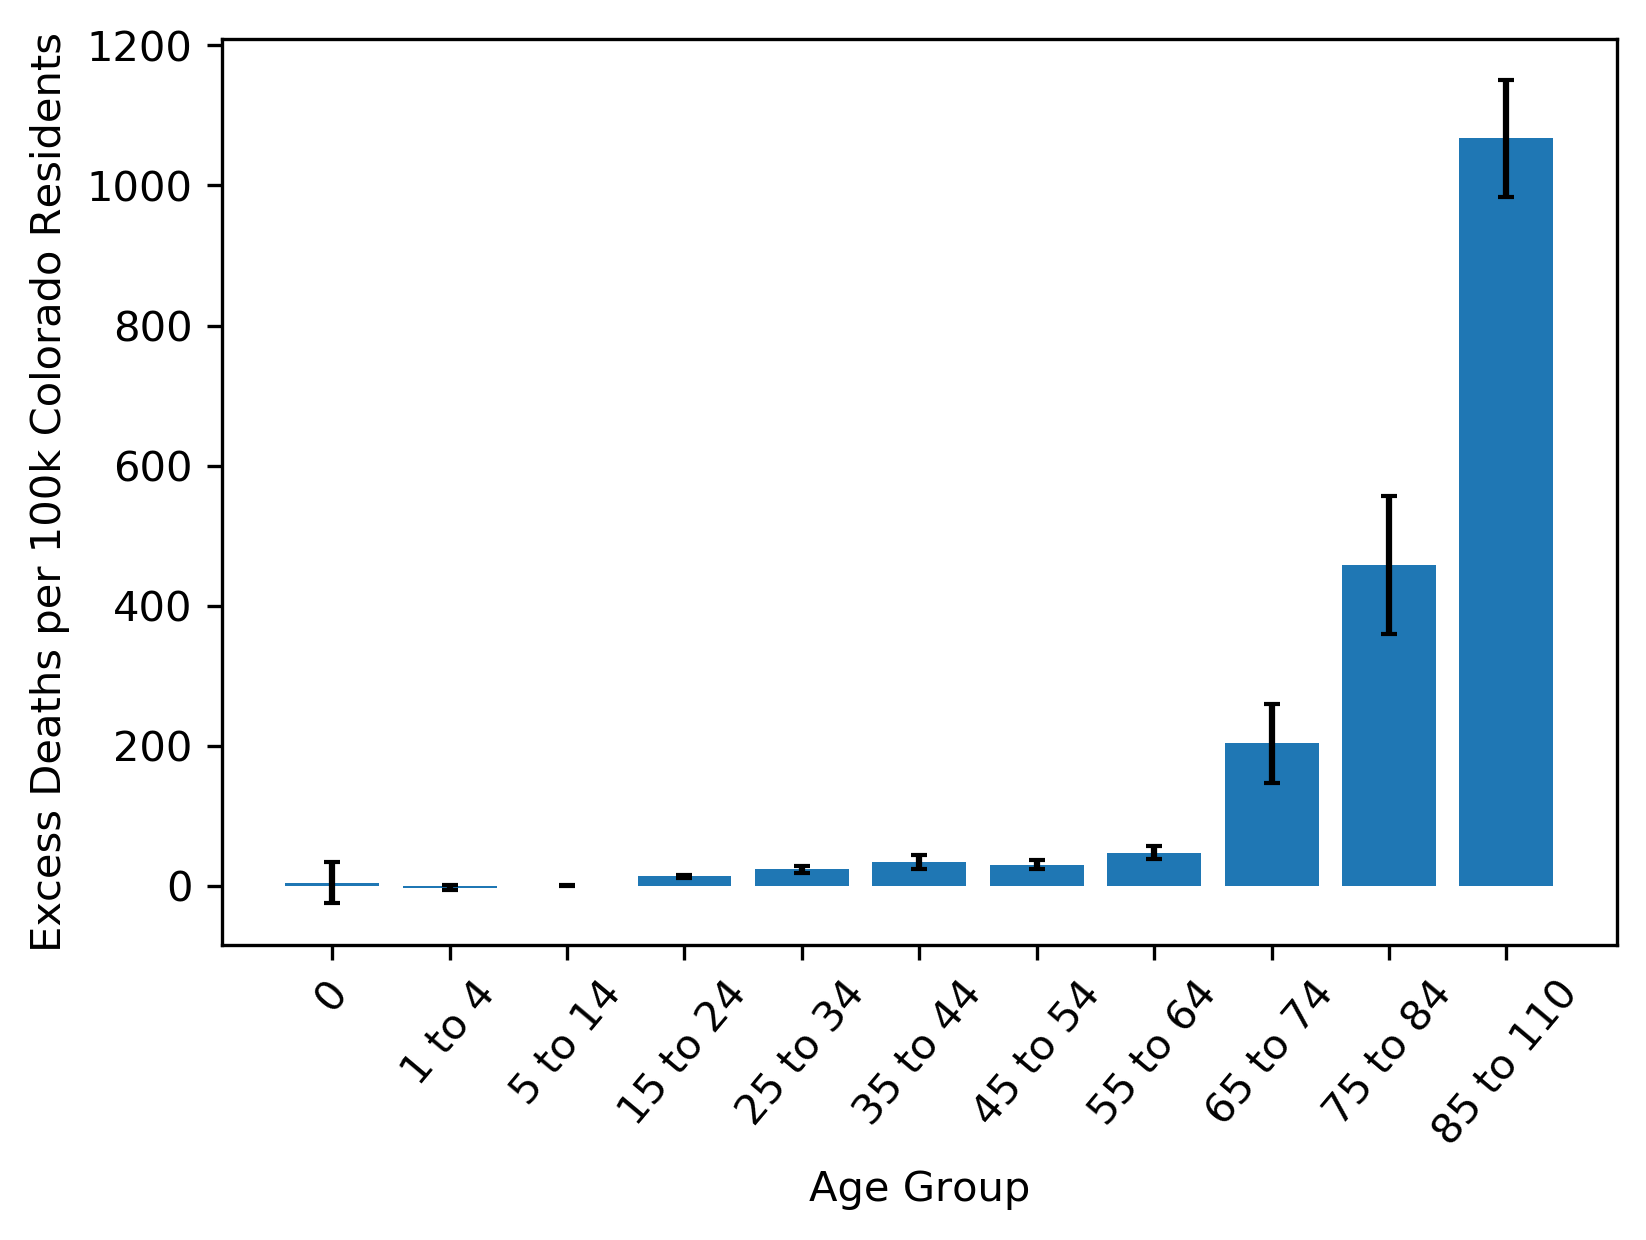 Excess Deaths per 100k Colorado Residents
1200
1000
800
600
400
200
0
0
1 to 4
5 to 14
15 to 24
25 to 34
35 to 44
45 to 54
55 to 64
65 to 74
75 to 84
85 to 110
Age Group